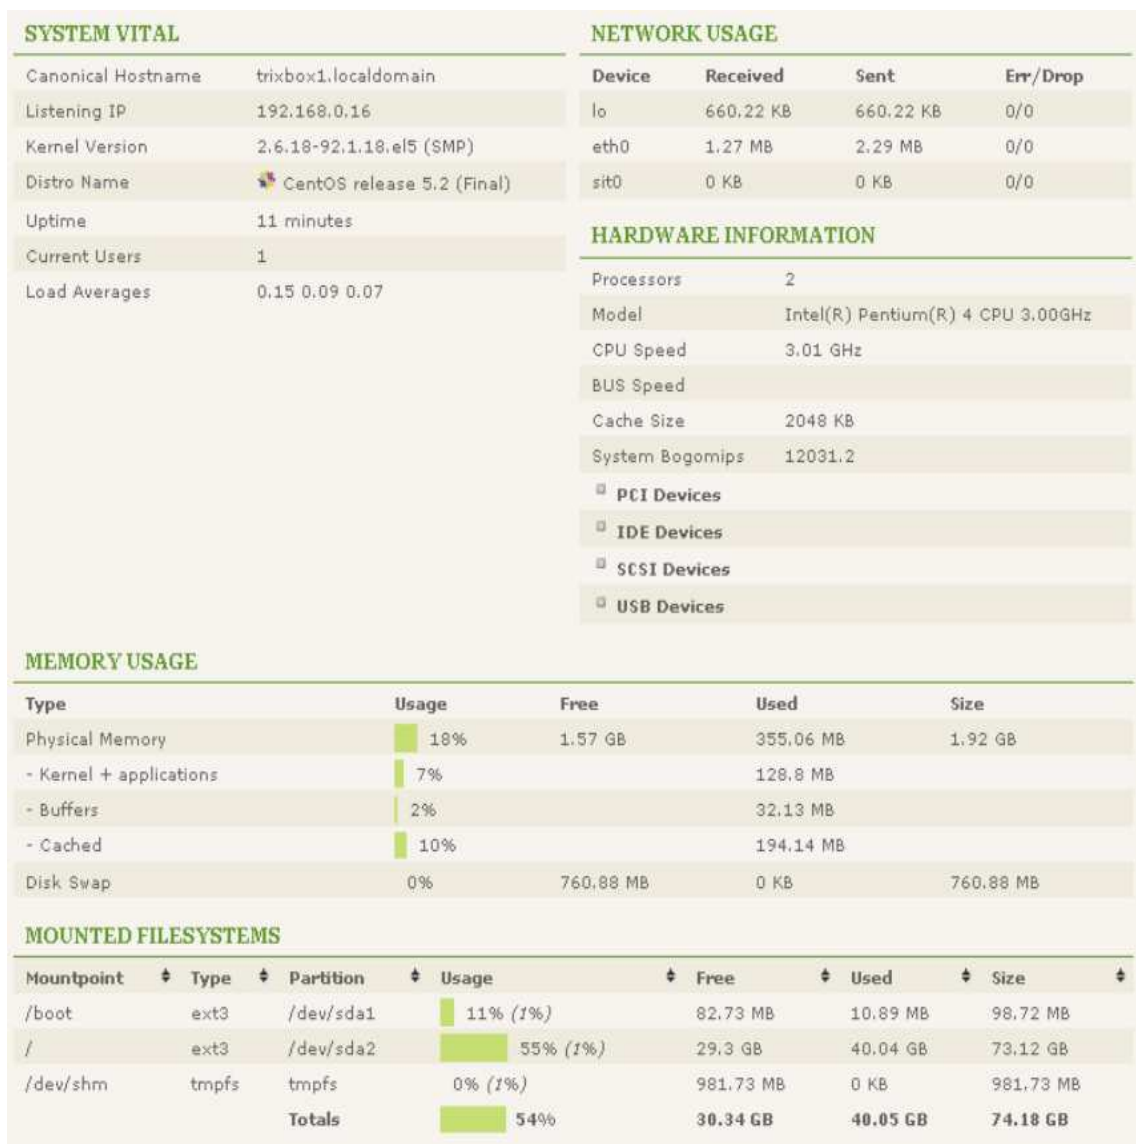 SYSTEM VITAL
Canonical Hostname trixbox1.localdomain
Listening IP 192.168.0.16
Kernel Version 2.6.18-92.1.18.el5 (SMP)
Distro Name CentOS release 5.2 (Final)
Uptime 11 minutes
Current Users 1
Load Averages 0.15 0.09 0.07
NETWORK USAGE
Device Received Sent Err/Drop
lo 660.22 KB 660.22 KB 0/0
eth0 1.27 MB 2.29 MB 0/0
sit0 0 KB 0 KB 0/0
HARDWARE INFORMATION
Processors 2
Model Intel(R) Pentium(R) 4 CPU 3.00GHz
CPU Speed 3.01 GHz
BUS Speed
Cache Size 2048 KB
System Bogomips 12031.2
PCI Devices
IDE Devices
SCSI Devices
USB Devices
MEMORY USAGE
Type Usage Free Used Size
Physical Memory 18% 1.57 GB 355.06 MB 1.92 GB
- Kernel + applications 7% 128.8 MB
- Buffers 2% 32.13 MB
- Cached 10% 194.14 MB
Disk Swap 0% 760.88 MB 0 KB 760.88 MB
MOUNTED FILESYSTEMS
Mountpoint Type Partition Usage Free Used Size
/boot ext3 /dev/sda1 11% (1%) 82.73 MB 10.89 MB 98.72 MB
/ ext3 /dev/sda2 55% (1%) 29.3 GB 40.04 GB 73.12 GB
/dev/shm tmpfs tmpfs 0% (1%) 981.73 MB 0 KB 981.73 MB
Totals 54% 30.34 GB 40.05 GB 74.18 GB